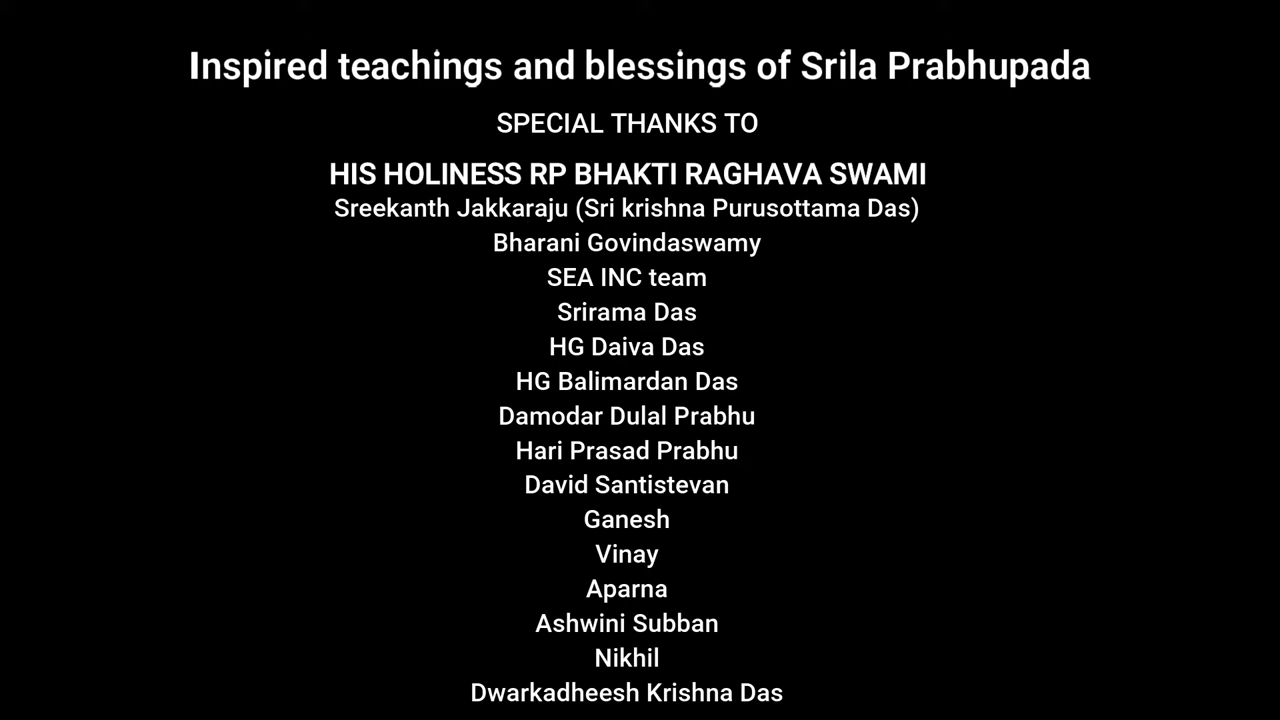 Inspired teachings and blessings of Srila Prabhupada
SPECIAL THANKS TO
HIS HOLINESS RP BHAKTI RAGHAVA SWAMI
Sreekanth Jakkaraju (Sri krishna Purusottama Das)
Bharani Govindaswamy
SEA INC team
Srirama Das
HG Daiva Das
HG Balimardan Das
Damodar Dulal Prabhu
Hari Prasad Prabhu
David Santistevan
Ganesh
Vinay
Aparna
Ashwini Subban
Nikhil
Dwarkadheesh Krishna Das